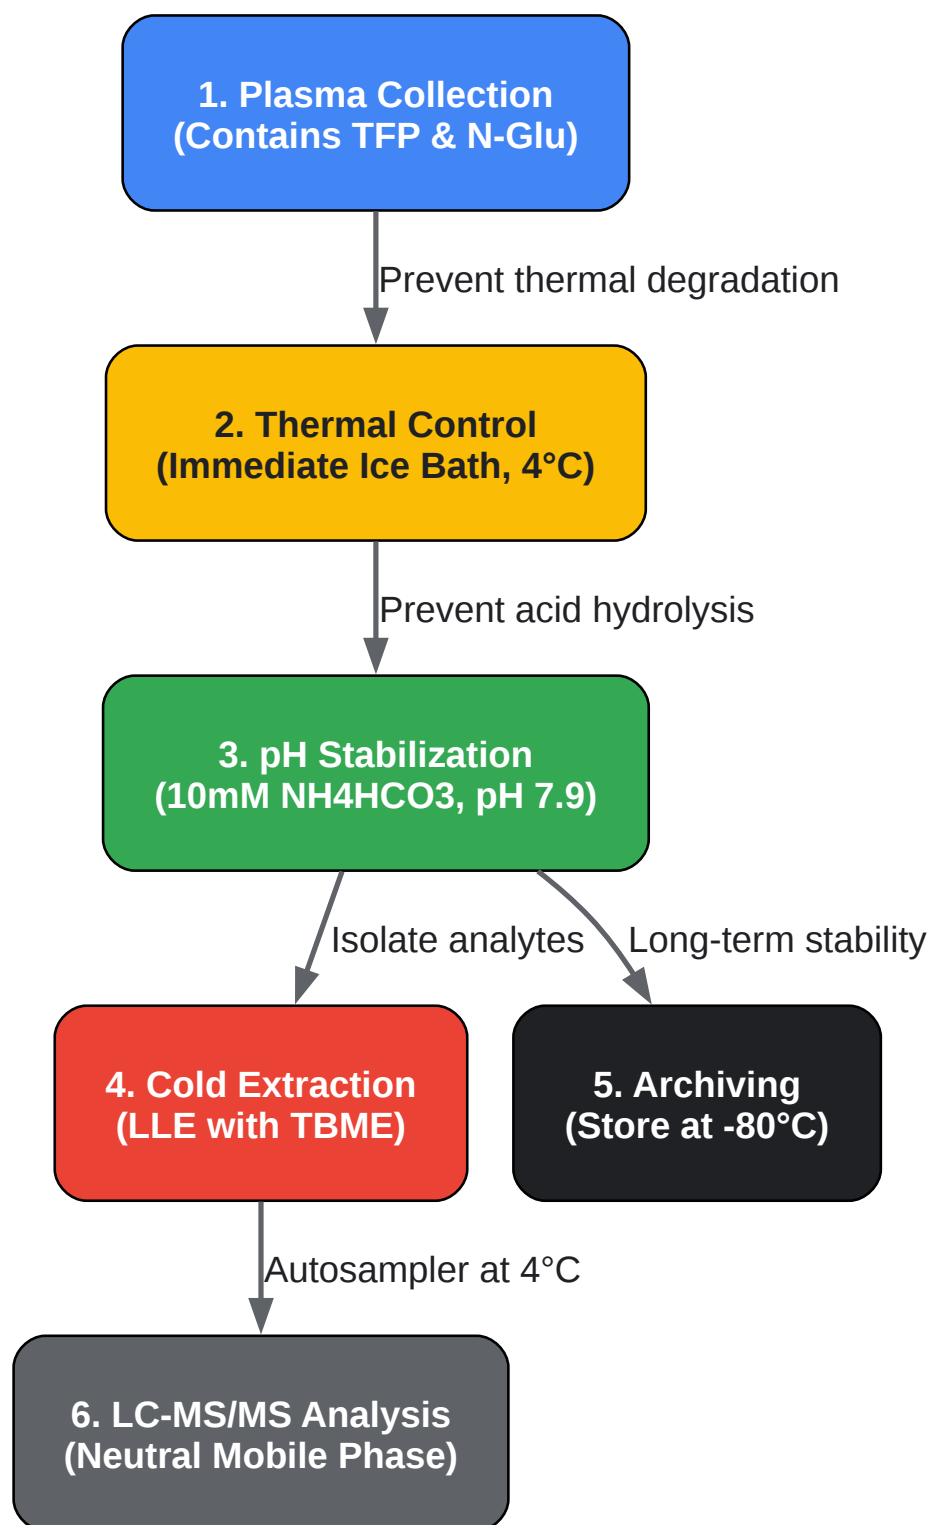 1. Plasma Collection
(Contains TFP & N-Glu)
Prevent thermal degradation
2. Thermal Control
(Immediate Ice Bath, 4°C)
Prevent acid hydrolysis
3. pH Stabilization
(10mM NH4HCO3, pH 7.9)
Isolate analytes
Long-term stability
4. Cold Extraction
(LLE with TBME)
5. Archiving
(Store at -80°C)
Autosampler at 4°C
6. LC-MS/MS Analysis
(Neutral Mobile Phase)